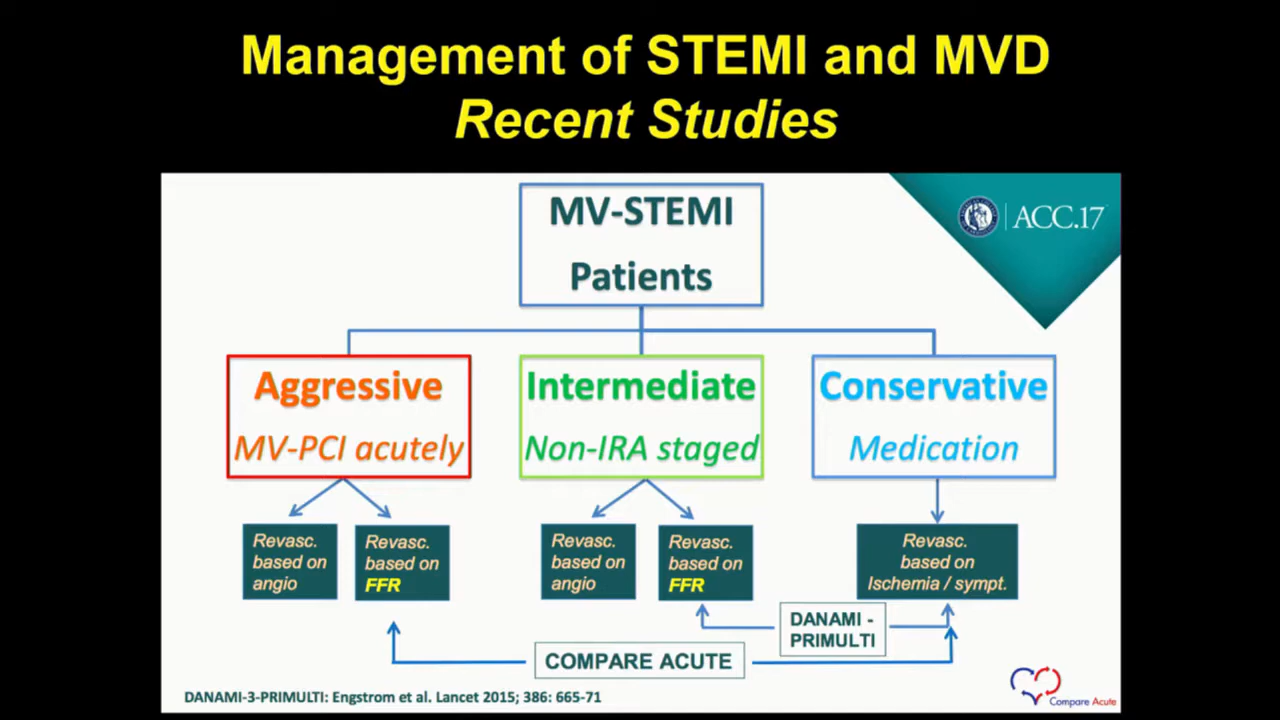 Management of STEMI and MVD
Recent Studies
ACC.17
MV-STEMI
Patients
Aggressive
MV-PCI acutely
Intermediate
Non-IRA staged
Conservative
Medication
Revasc.
based on
angio
Revasc.
based on
FFR
Revasc.
based on
angio
Revasc.
based on
FFR
Revasc.
based on
Ischemia / sympt.
DANAMI -
PRIMULTI
COMPARE ACUTE
DANAMI-3-PRIMULTI: Engstrom et al. Lancet 2015; 386: 665-71
Compare Acute